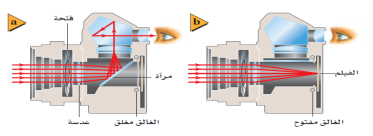 a
فتحة
b
مرآة
الفيلم
الغالق مغلق
عدسة
الغالق مفتوح